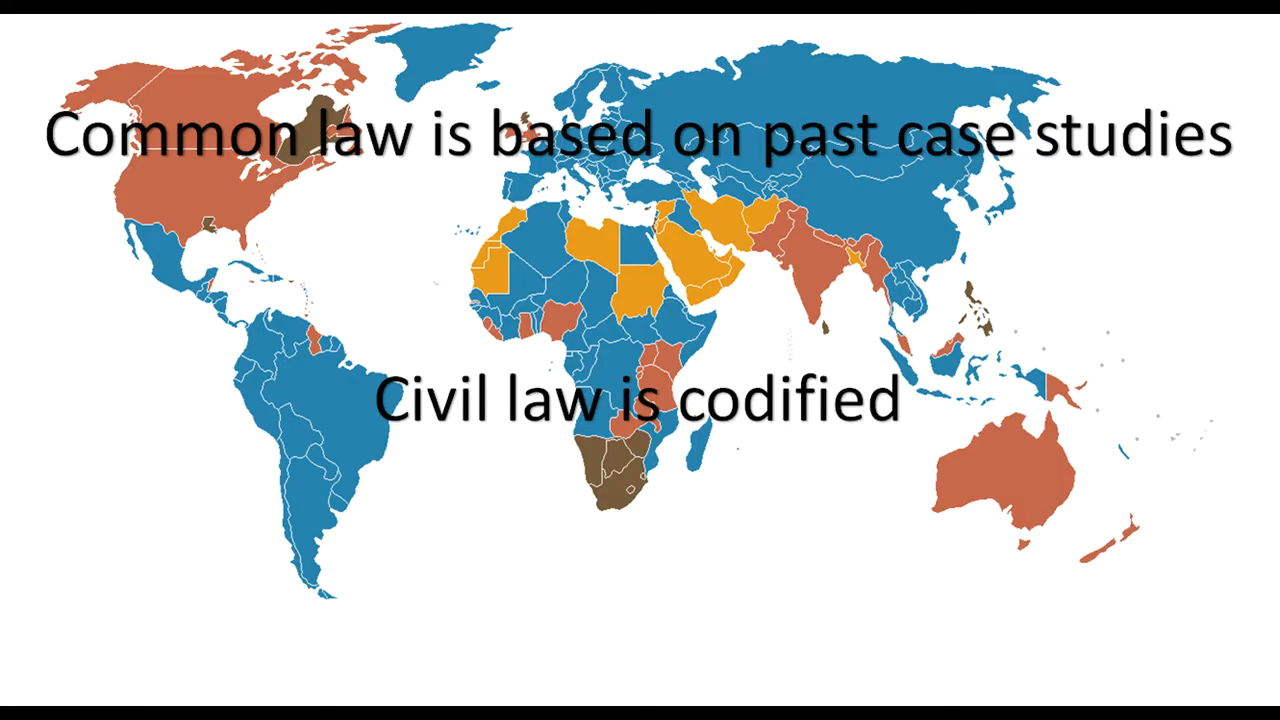 Common law is based on past case studies
Civil law is codified